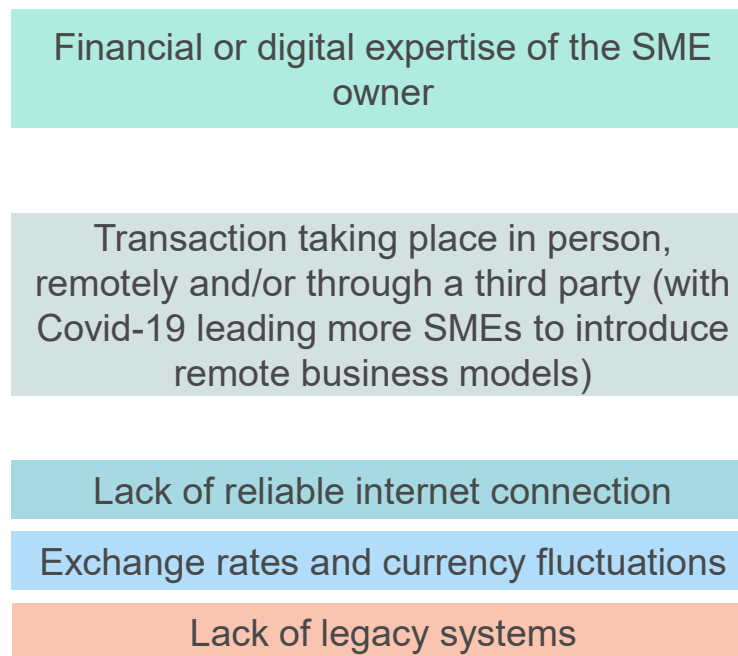 Financial or digital expertise of the SME
owner
Transaction taking place in person,
remotely and/or through a third party (with
Covid-19 leading more SMEs to introduce
remote business models)
Lack of reliable internet connection
Exchange rates and currency fluctuations
Lack of legacy systems